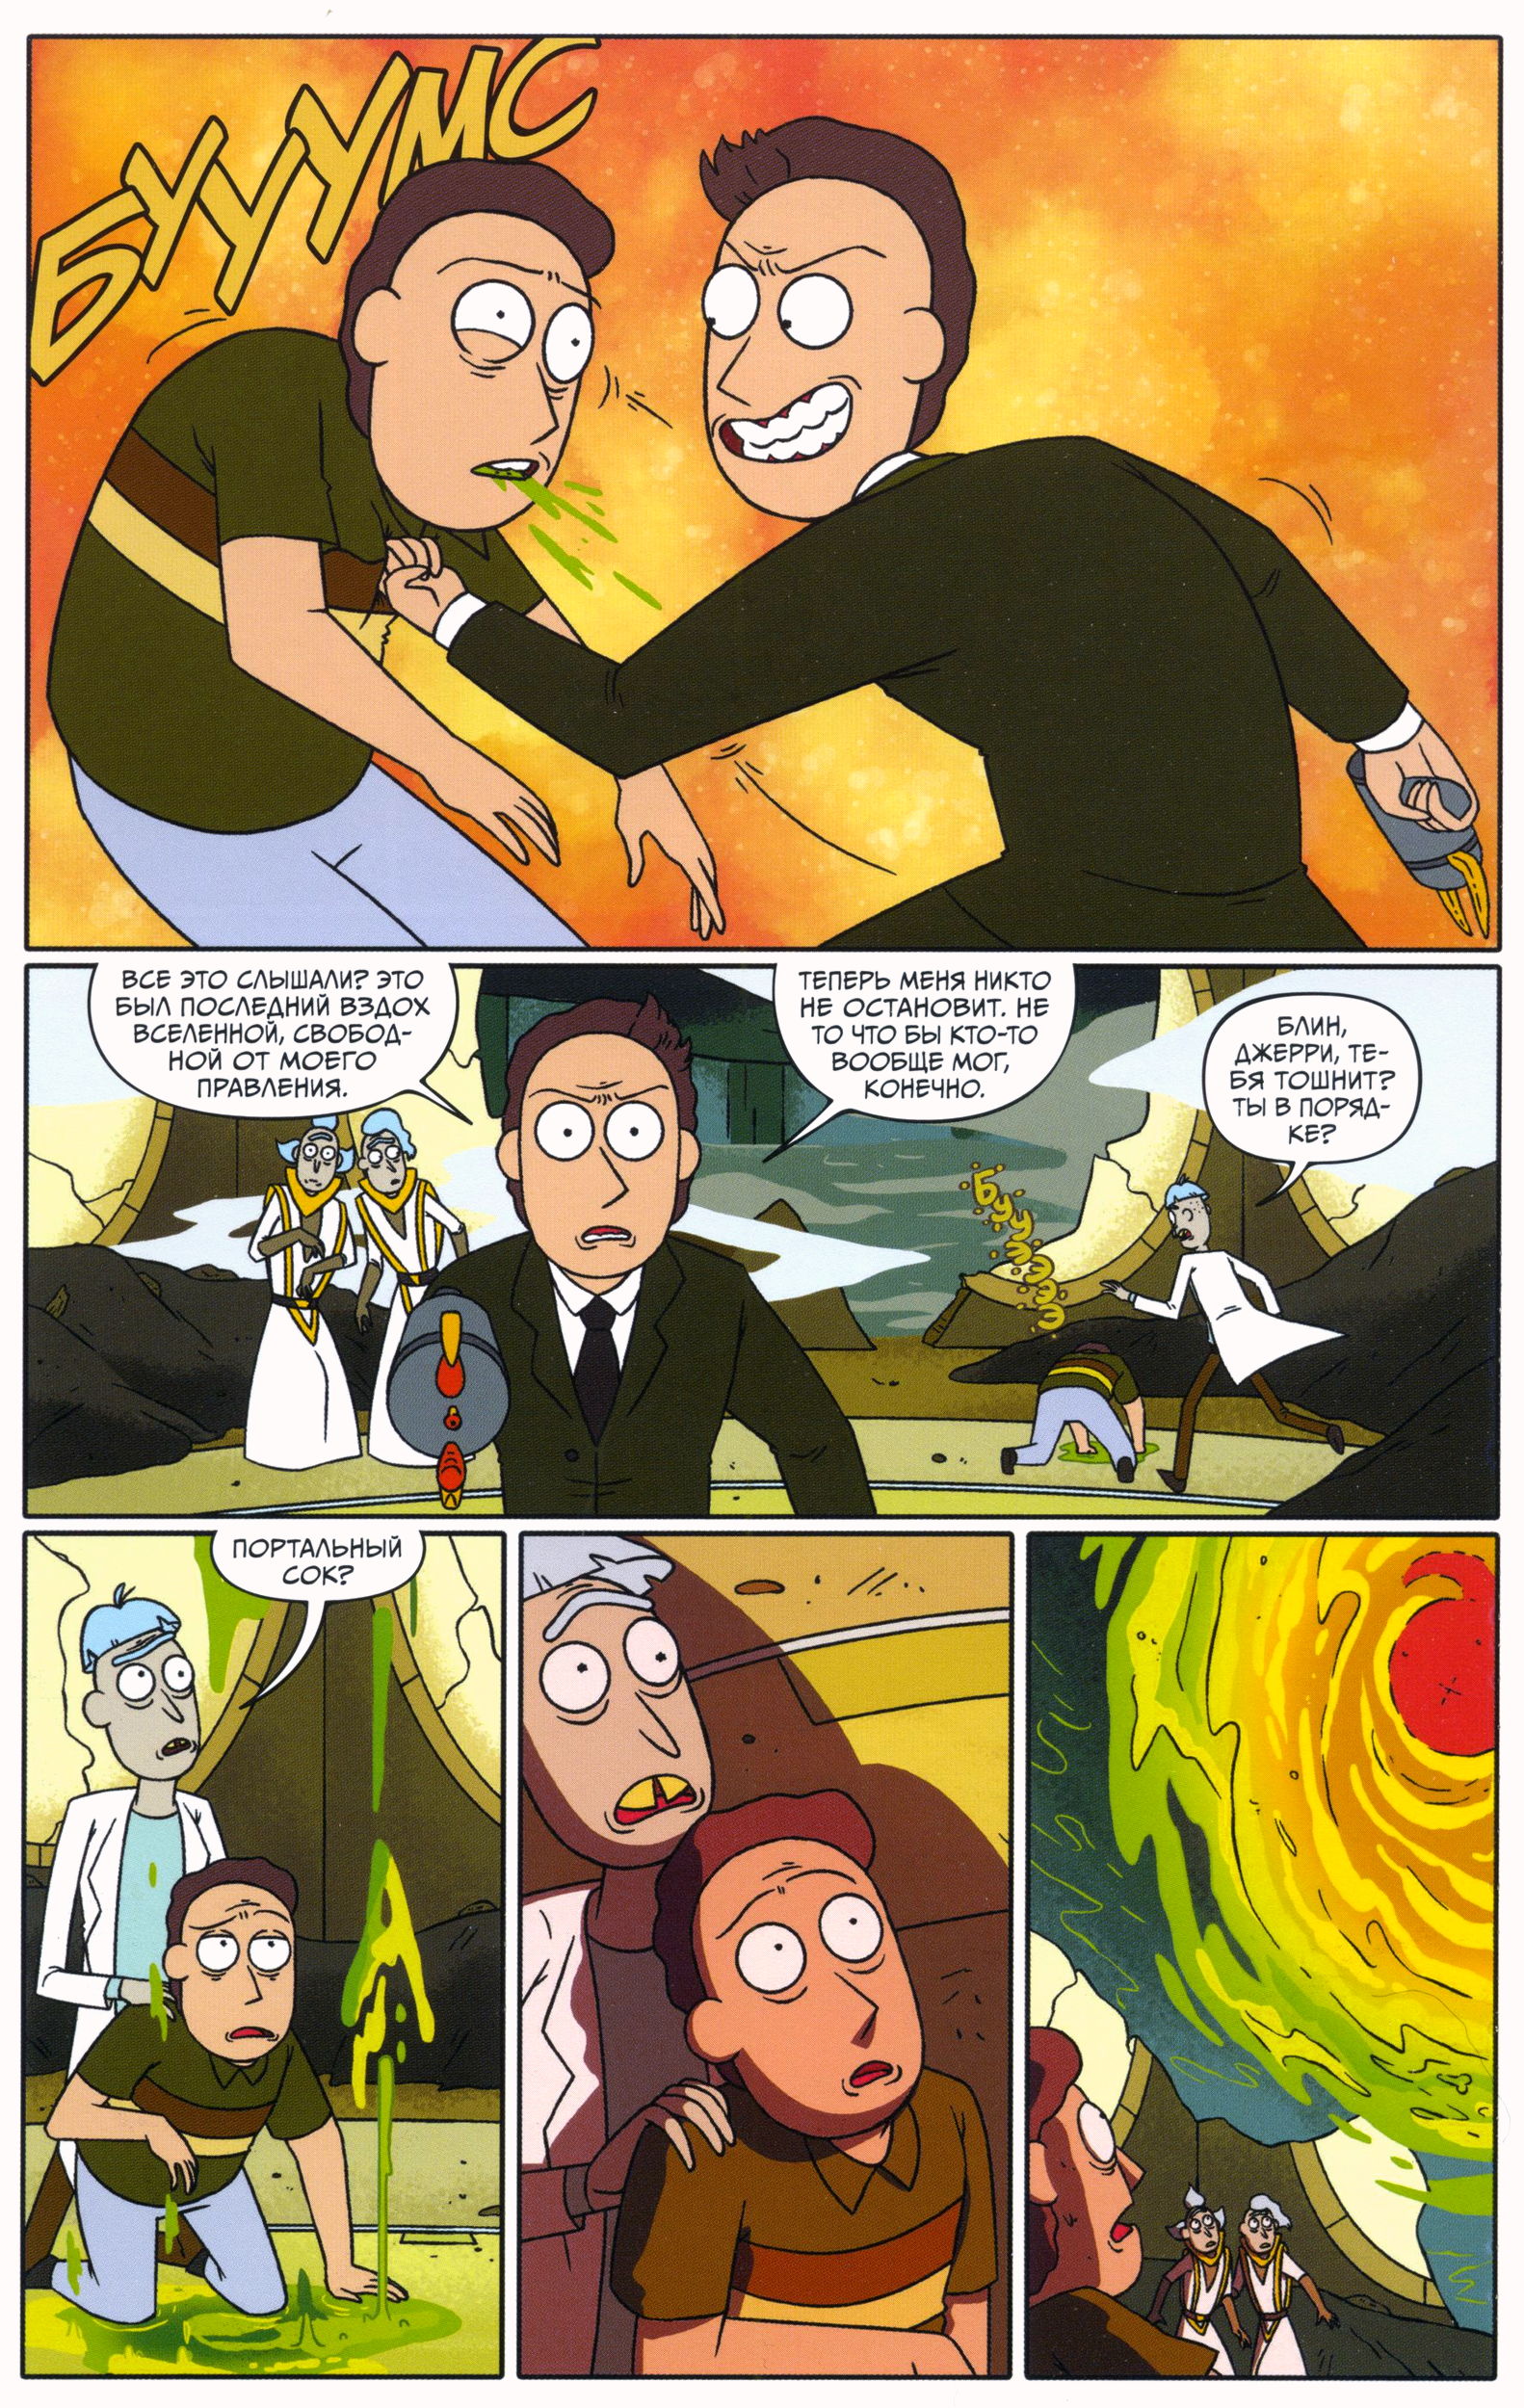 БУУУМС
ВСЕ ЭТО СЛЫШАЛИ? ЭТО
БЫЛ ПОСЛЕДНИЙ ВЗДОХ
ВСЕЛЕННОЙ, СВОБОД-
НОЙ ОТ МОЕГО
ПРАВЛЕНИЯ.
ТЕПЕРЬ МЕНЯ НИКТО
НЕ ОСТАНОВИТ. НЕ
ТО ЧТО БЫ КТО-ТО
ВООБЩЕ МОГ,
КОНЕЧНО.
БЛИН,
ДЖЕРРИ, ТЕ-
БЯ ТОШНИТ?
ТЫ В ПОРЯД-
КЕ?
БУУЭЭЭЭ
ПОРТАЛЬНЫЙ
СОК?